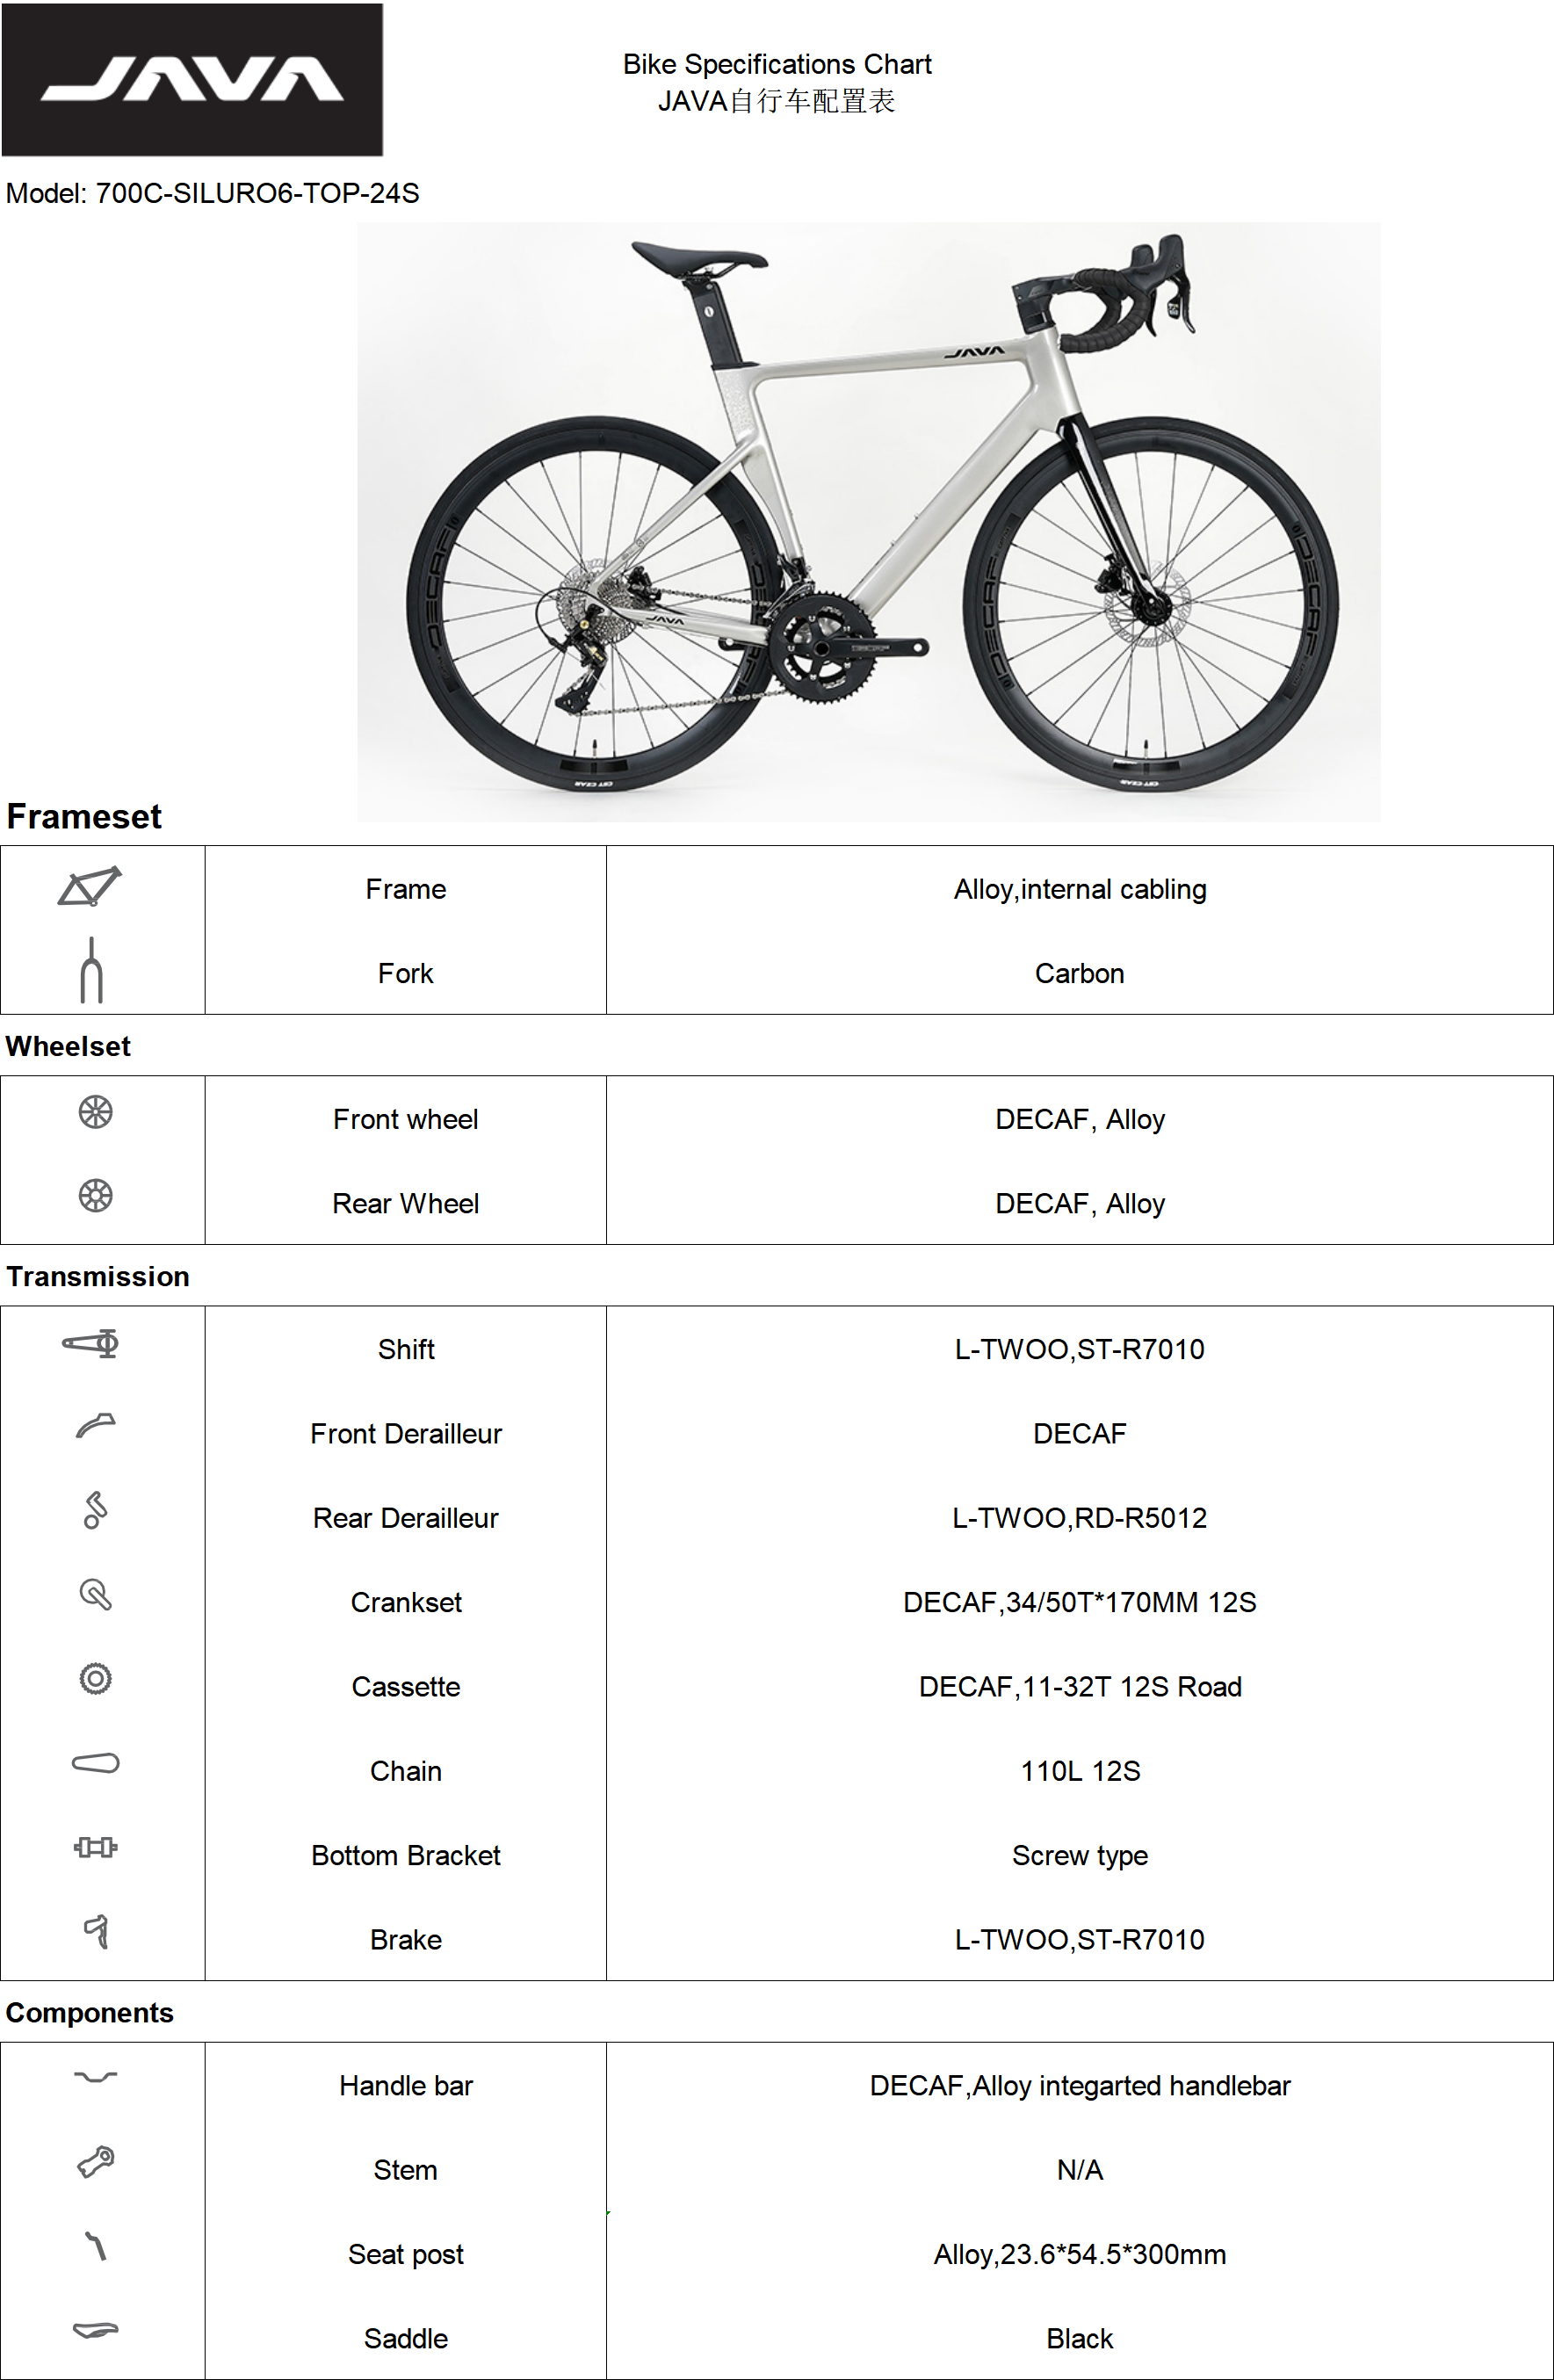 JAVA
Bike Specifications Chart
JAVA自行车配置表
Model: 700C-SILURO6-TOP-24S
JAVA
JAVA
DECAF
DECAF
DECAF
Frameset
Frame Alloy,internal cabling
Fork Carbon
Wheelset
Front wheel DECAF, Alloy
Rear Wheel DECAF, Alloy
Transmission
Shift L-TWOO,ST-R7010
Front Derailleur DECAF
Rear Derailleur L-TWOO,RD-R5012
Crankset DECAF,34/50T*170MM 12S
Cassette DECAF,11-32T 12S Road
Chain 110L 12S
Bottom Bracket Screw type
Brake L-TWOO,ST-R7010
Components
Handle bar DECAF,Alloy integarted handlebar
Stem N/A
Seat post Alloy,23.6*54.5*300mm
Saddle Black